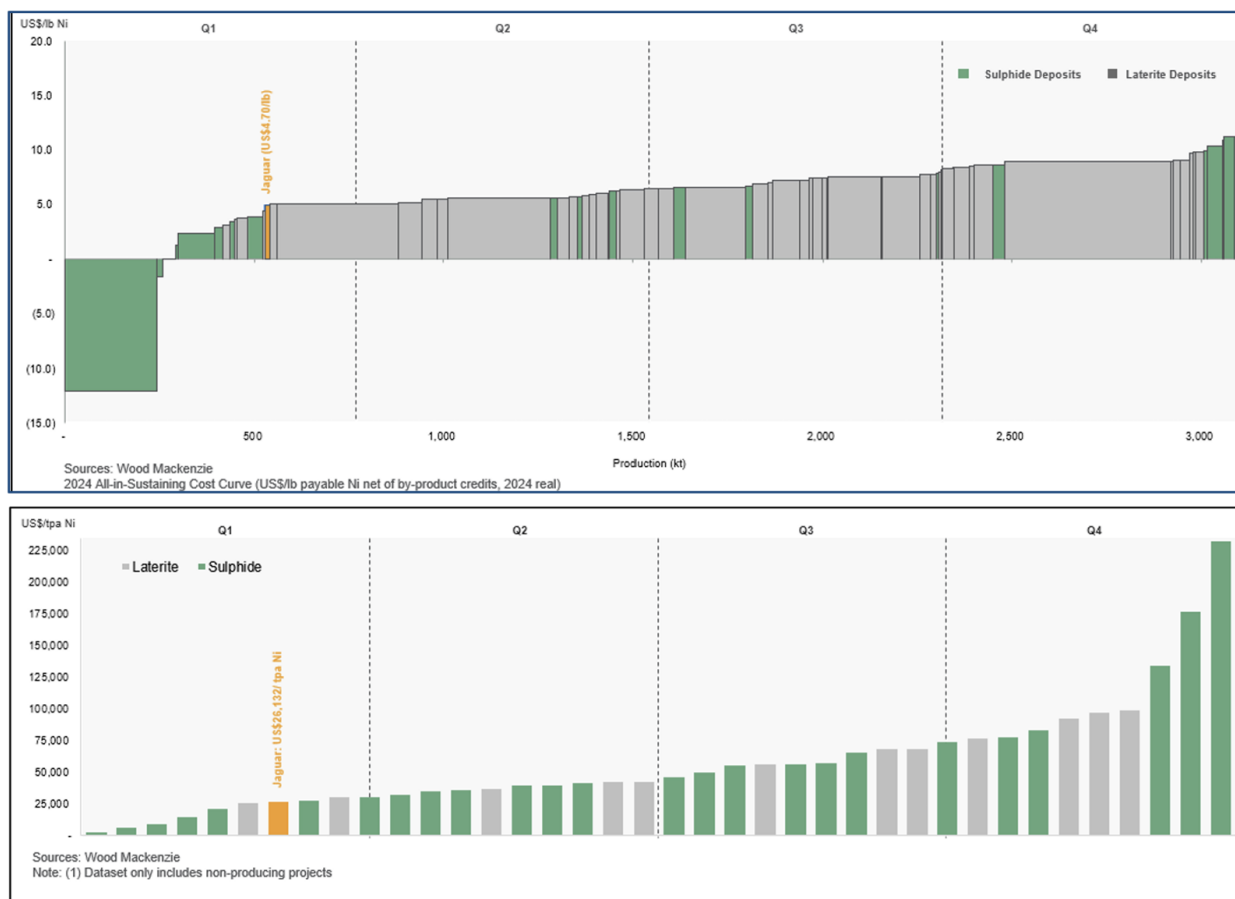 US$/lb Ni
Q1 Q2 Q3 Q4
20.0
Sulphide Deposits Laterite Deposits
15.0
Jaguar (US$4.70/lb)
10.0
5.0
-
(5.0)
(10.0)
(15.0)
- 500 1,000 1,500 2,000 2,500 3,000
Production (kt)
Sources: Wood Mackenzie
2024 All-in-Sustaining Cost Curve (US$/lb payable Ni net of by-product credits, 2024 real)
US$/tpa Ni
Q1 Q2 Q3 Q4
225,000
Laterite Sulphide
200,000
175,000
150,000
125,000
Jaguar: US$26,132/ tpa Ni
100,000
75,000
50,000
25,000
-
Sources: Wood Mackenzie
Note: (1) Dataset only includes non-producing projects